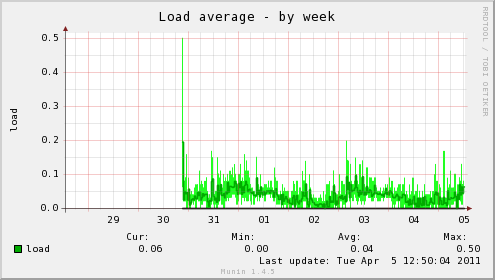 Load average - by week
RRDTOOL / TOBI OETIKER
load
0.5
0.4
0.3
0.2
0.1
0.0
29 30 31 01 02 03 04 05
Cur: Min: Avg: Max:
load 0.06 0.00 0.04 0.50
Last update: Tue Apr 5 12:50:04 2011
Munin 1.4.5